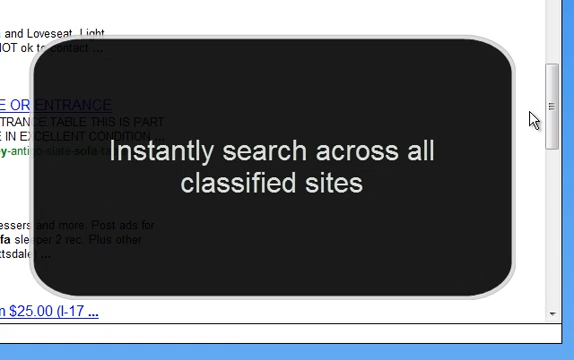 and Loveseat. Light
OT ok to contact ...
E OR ENTRANCE
TRANCE TABLE THIS IS PART
E IN EXCELLENT CONDITION ...
Instantly search across all
classified sites
essers and more. Post ads for
fa sleeper 2 rec. Plus other
ttsdale ...
n $25.00 (I-17 ...